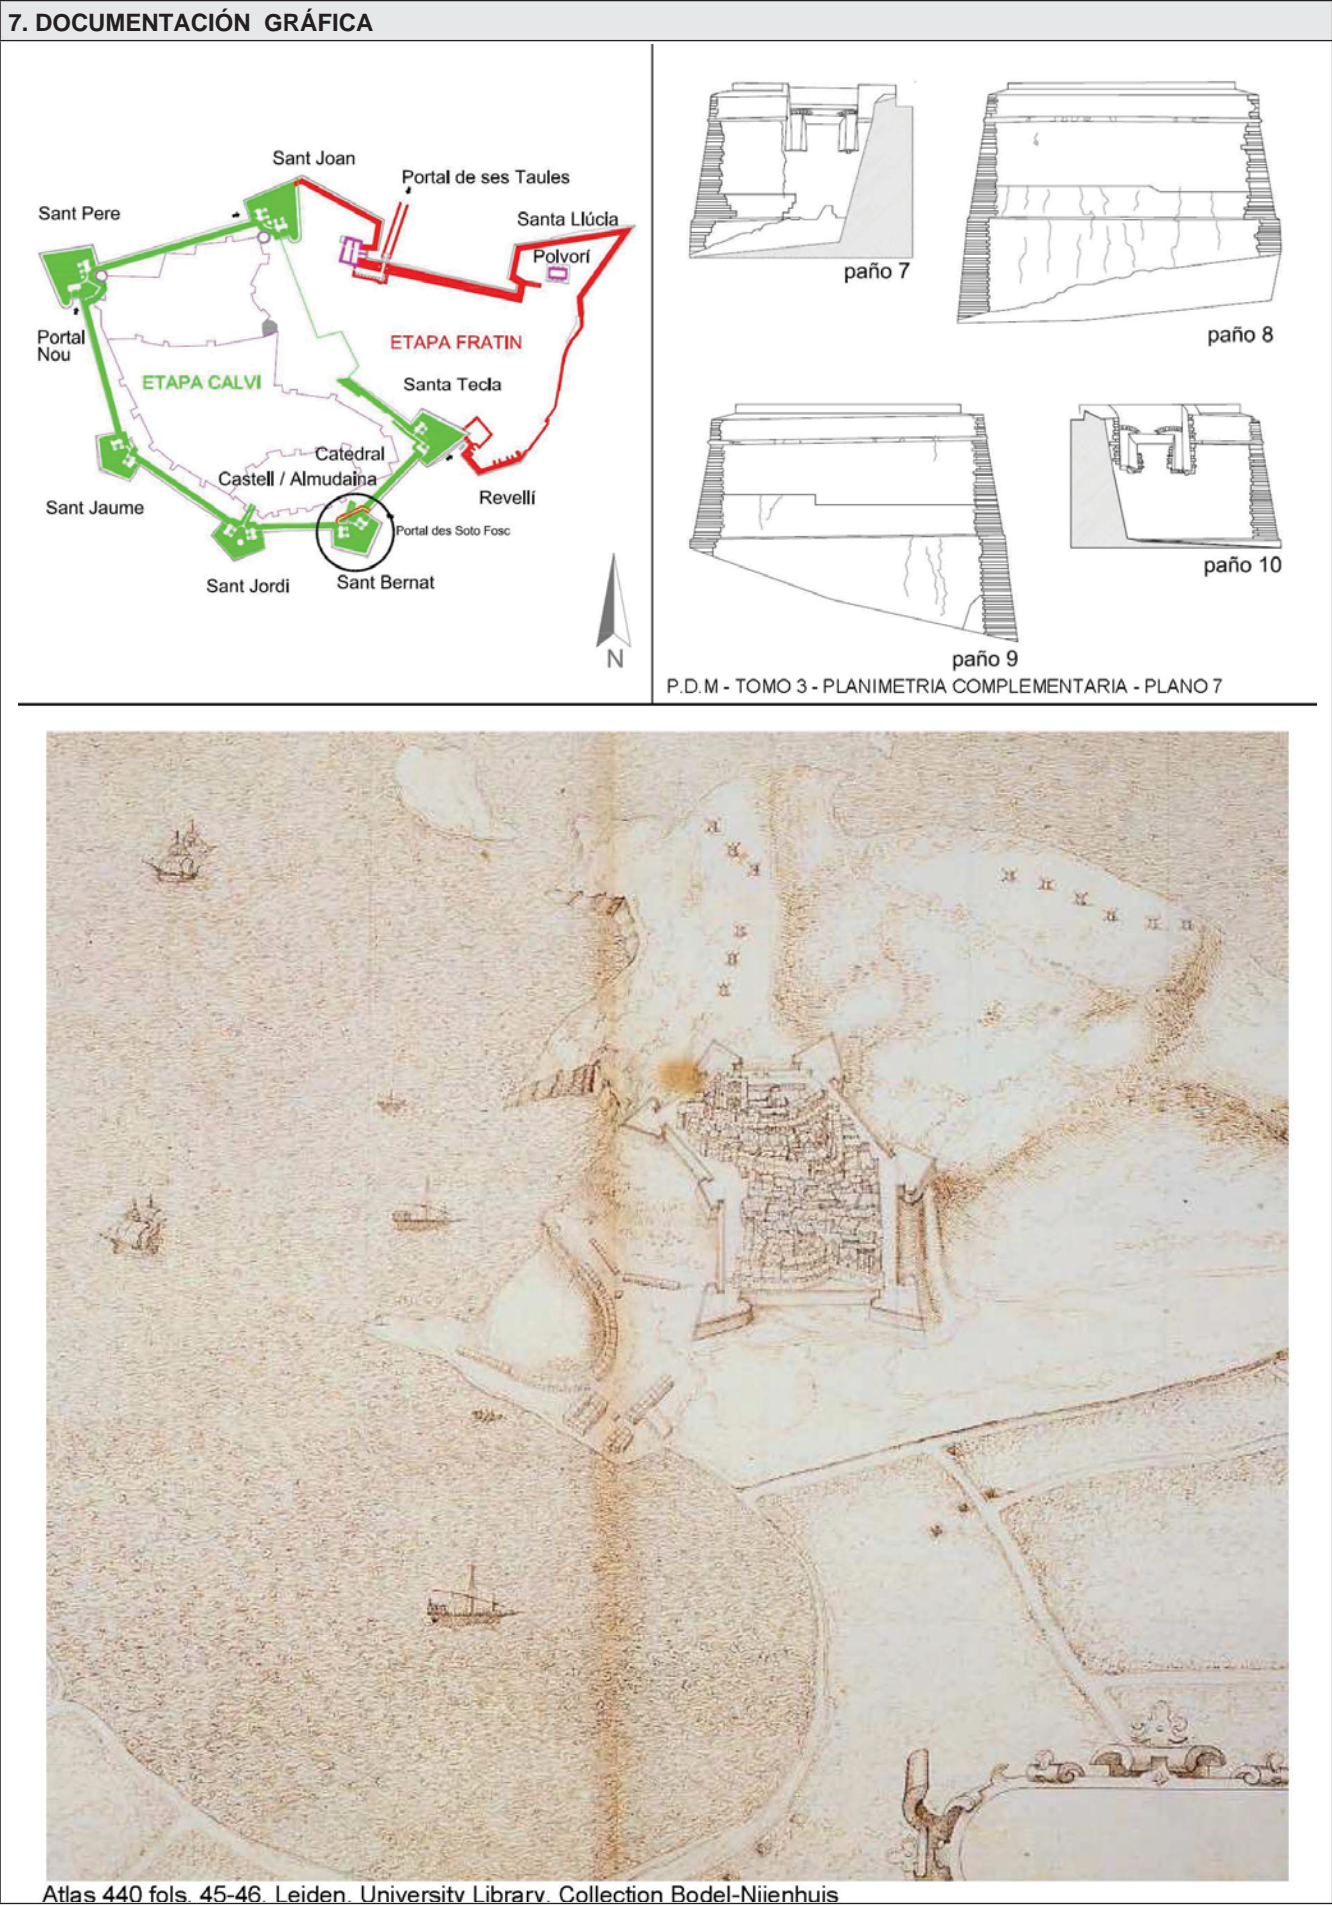 7. DOCUMENTACIÓN GRÁFICA
Sant Joan
Portal de ses Taules
Sant Pere
Santa Llúcla
Polvorí
Portal
Nou
ETAPA FRATIN
ETAPA CALVI
Santa Tecla
Catedral
Castell / Almudaina
Revellí
Sant Jaume
Portal des Soto Fosc
Sant Jordi
Sant Bernat
N
paño 7
paño 8
paño 9
paño 10
P.D.M - TOMO 3 - PLANIMETRIA COMPLEMENTARIA - PLANO 7
Atlas 440 fols. 45-46. Leiden. University Library. Collection Bodel-Nijenhuis